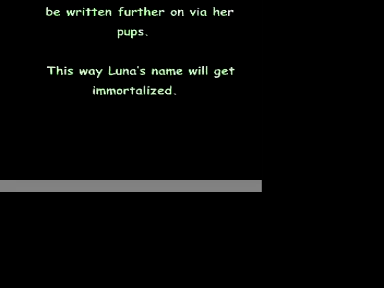 be written further on via her
pups.
This way Luna's name will get
immortalized.